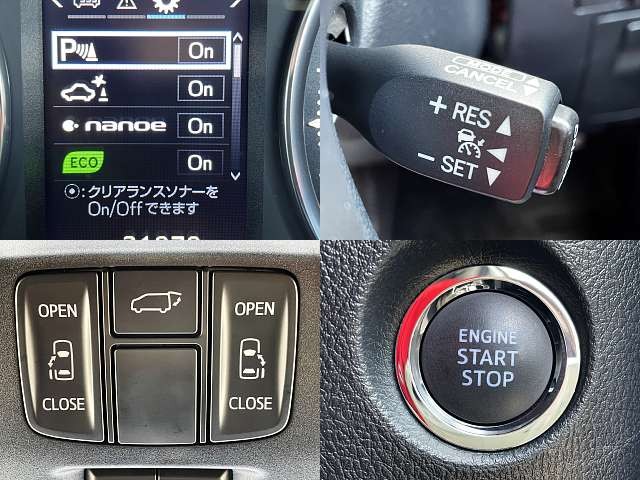 P On
On
nanoe On
ECO On
:クリアランスソナーを
On/Offできます
MODE
CANCEL
+ RES
- SET
OPEN
CLOSE
OPEN
CLOSE
ENGINE
START
STOP